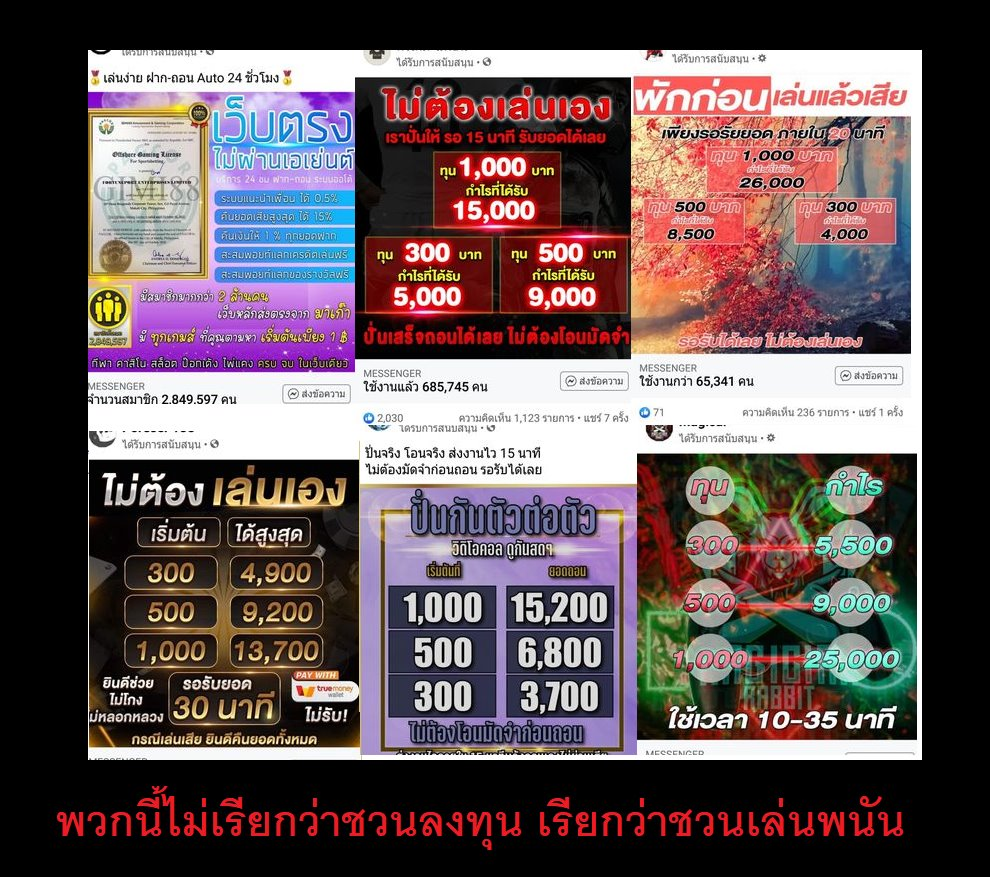 ได้รับการสนับสนุน
🏅เล่นง่าย ฝาก-ถอน Auto 24 ชั่วโมง🏅
Offshore Gaming License
For Sportsbetting
เว็บตรง
ไม่ผ่านเอเย่นต์
บริการ 24 ชม ฝาก-ถอน ระบบออโต้
ระบบแนะนำเพื่อน ได้ 0.5%
คืนยอดเสียสูงสุด ได้ 15%
คืนเงินให้ 1 % ทุกยอดฝาก
สะสมพอยท์แลกเครดิตเล่นฟรี
สะสมพอยท์แลกของรางวัลฟรี
มีสมาชิกมากกว่า 2 ล้านคน
เว็บหลักส่งตรงจาก มาเก๊า
2,849,597
มี ทุกเกมส์ ที่คุณตามหา เริ่มต้นเพียง 1 ฿
กีฬา คาสิโน สล็อต ป๊อกเด้ง ไพ่แคง ครบ จบ ในเว็บเดียว
MESSENGER
จำนวนสมาชิก 2.849.597 คน
ส่งข้อความ
ได้รับการสนับสนุน
ไม่ต้องเล่นเอง
เราปั่นให้ รอ 15 นาที รับยอดได้เลย
ทุน 1,000 บาท
กำไรที่ได้รับ
15,000
ทุน 300 บาท
กำไรที่ได้รับ
5,000
ทุน 500 บาท
กำไรที่ได้รับ
9,000
ปั่นเสร็จถอนได้เลย ไม่ต้องโอนมัดจำ
MESSENGER
ใช้งานแล้ว 685,745 คน
ส่งข้อความ
2,030
ความคิดเห็น 1,123 รายการ • แชร์ 7 ครั้ง
ได้รับการสนับสนุน
พักก่อน เล่นแล้วเสีย
เพียงรอรับยอด ภายใน 20 นาที
ทุน 1,000 บาท
กำไรที่ได้รับ
26,000
ทุน 500 บาท
กำไรที่ได้รับ
8,500
ทุน 300 บาท
กำไรที่ได้รับ
4,000
รอรับได้เลย ไม่ต้องโอนเอง
MESSENGER
ใช้งานกว่า 65,341 คน
ส่งข้อความ
71
ความคิดเห็น 236 รายการ • แชร์ 1 ครั้ง
ได้รับการสนับสนุน
ไม่ต้อง เล่นเอง
เริ่มต้น ได้สูงสุด
300 4,900
500 9,200
1,000 13,700
ยินดีช่วย
ไม่โกง
ไม่หลอกลวง
รอรับยอด
30 นาที
PAY WITH
truemoney
wallet
ไม่รับ!
กรณีเล่นเสีย ยินดีคืนยอดทั้งหมด
ได้รับการสนับสนุน
ปั่นจริง โอนจริง ส่งงานไว 15 นาที
ไม่ต้องมัดจำก่อนถอน รอรับได้เลย
ปั่นกันตัวต่อตัว
วิดีโอคอล ดูกันสดๆ
เริ่มต้นที่ ยอดถอน
1,000 15,200
500 6,800
300 3,700
ไม่ต้องโอนมัดจำก่อนถอน
ได้รับการสนับสนุน
ทุน กำไร
300 5,500
500 9,000
1,000 25,000
RABBIT
ใช้เวลา 10-35 นาที
MESSENGER
พวกนี้ไม่เรียกว่าชวนลงทุน เรียกว่าชวนเล่นพนัน